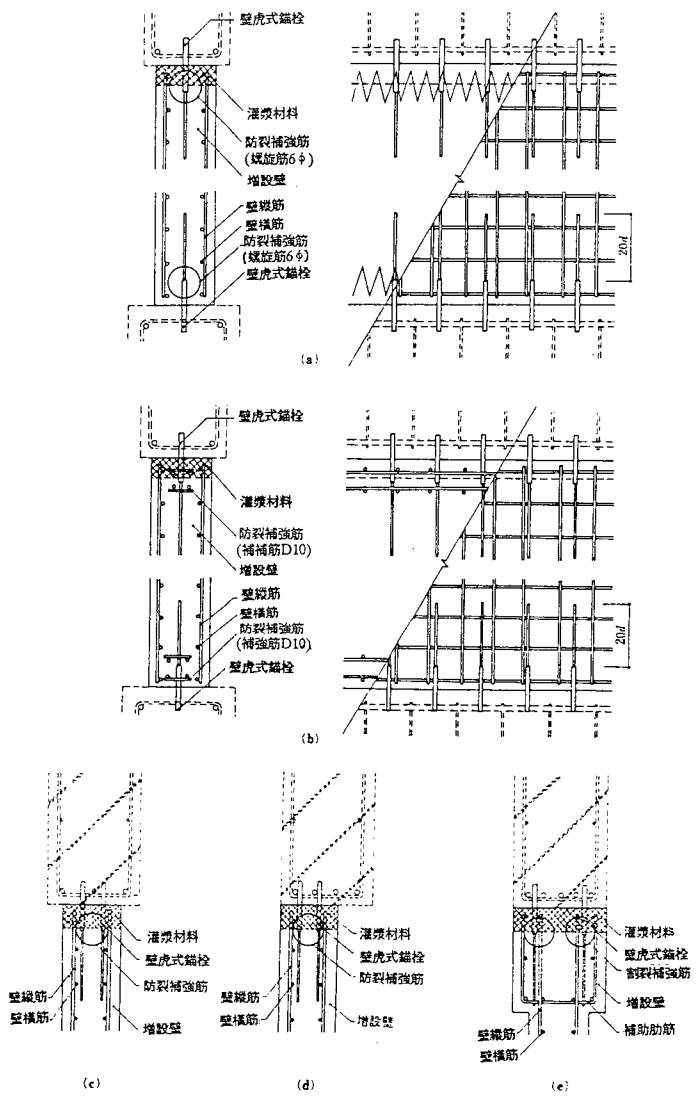 壁虎式錨栓
灌漿材料
防裂補強筋
(螺旋筋6φ)
增設壁
壁縱筋
壁橫筋
防裂補強筋
(螺旋筋6φ)
壁虎式錨栓
20d
(a)
壁虎式錨栓
灌漿材料
防裂補強筋
(補補筋D10)
增設壁
壁縱筋
壁橫筋
防裂補強筋
(補強筋D10)
壁虎式錨栓
20d
(b)
灌漿材料
壁虎式錨栓
防裂補強筋
壁縱筋
壁橫筋
增設壁
(c)
灌漿材料
壁虎式錨栓
防裂補強筋
壁縱筋
壁橫筋
增設壁
(d)
灌漿材料
壁虎式錨栓
割裂補強筋
增設壁
補助肋筋
壁縱筋
壁橫筋
(e)